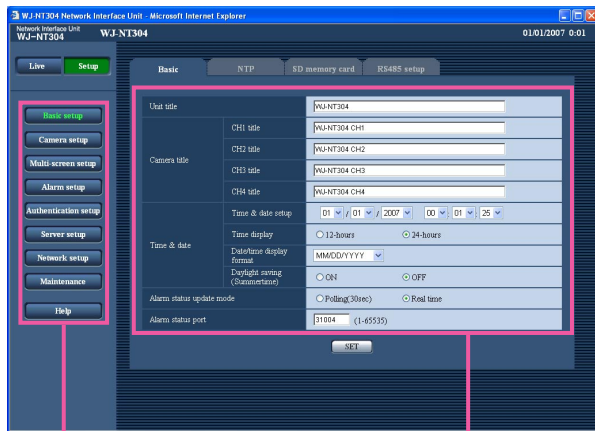 WJ-NT304 Network Interface Unit - Microsoft Internet Explorer
Network Interface Unit
WJ-NT304
WJ-NT304
01/01/2007 0:01
Live
Setup
Basic
NTP
SD memory card
RS485 setup
Basic setup
Camera setup
Multi-screen setup
Alarm setup
Authentication setup
Server setup
Network setup
Maintenance
Help
Unit title
WJ-NT304
Camera title
CH1 title
WJ-NT304 CH1
CH2 title
WJ-NT304 CH2
CH3 title
WJ-NT304 CH3
CH4 title
WJ-NT304 CH4
Time & date
Time & date setup
01 / 01 / 2007 00 : 01 : 25
Time display
12-hours
24-hours
Date/time display
format
MM/DD/YYYY
Daylight saving
(Summertime)
ON
OFF
Alarm status update mode
Polling(30sec)
Real time
Alarm status port
31004 (1-65535)
SET